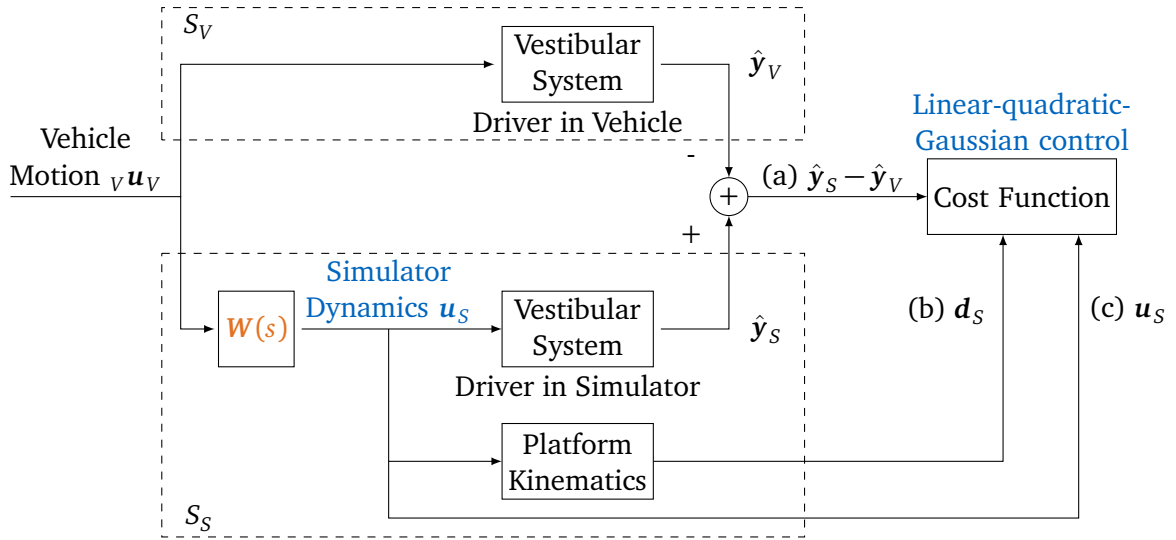 S_V
Vestibular
System
ŷ_V
Driver in Vehicle
Linear-quadratic-
Gaussian control
Vehicle
Motion _V u_V
-
+
(a) ŷ_S − ŷ_V
Cost Function
+
Simulator
Dynamics u_S
W(s)
Vestibular
System
ŷ_S
(b) d_S
(c) u_S
Driver in Simulator
Platform
Kinematics
S_S